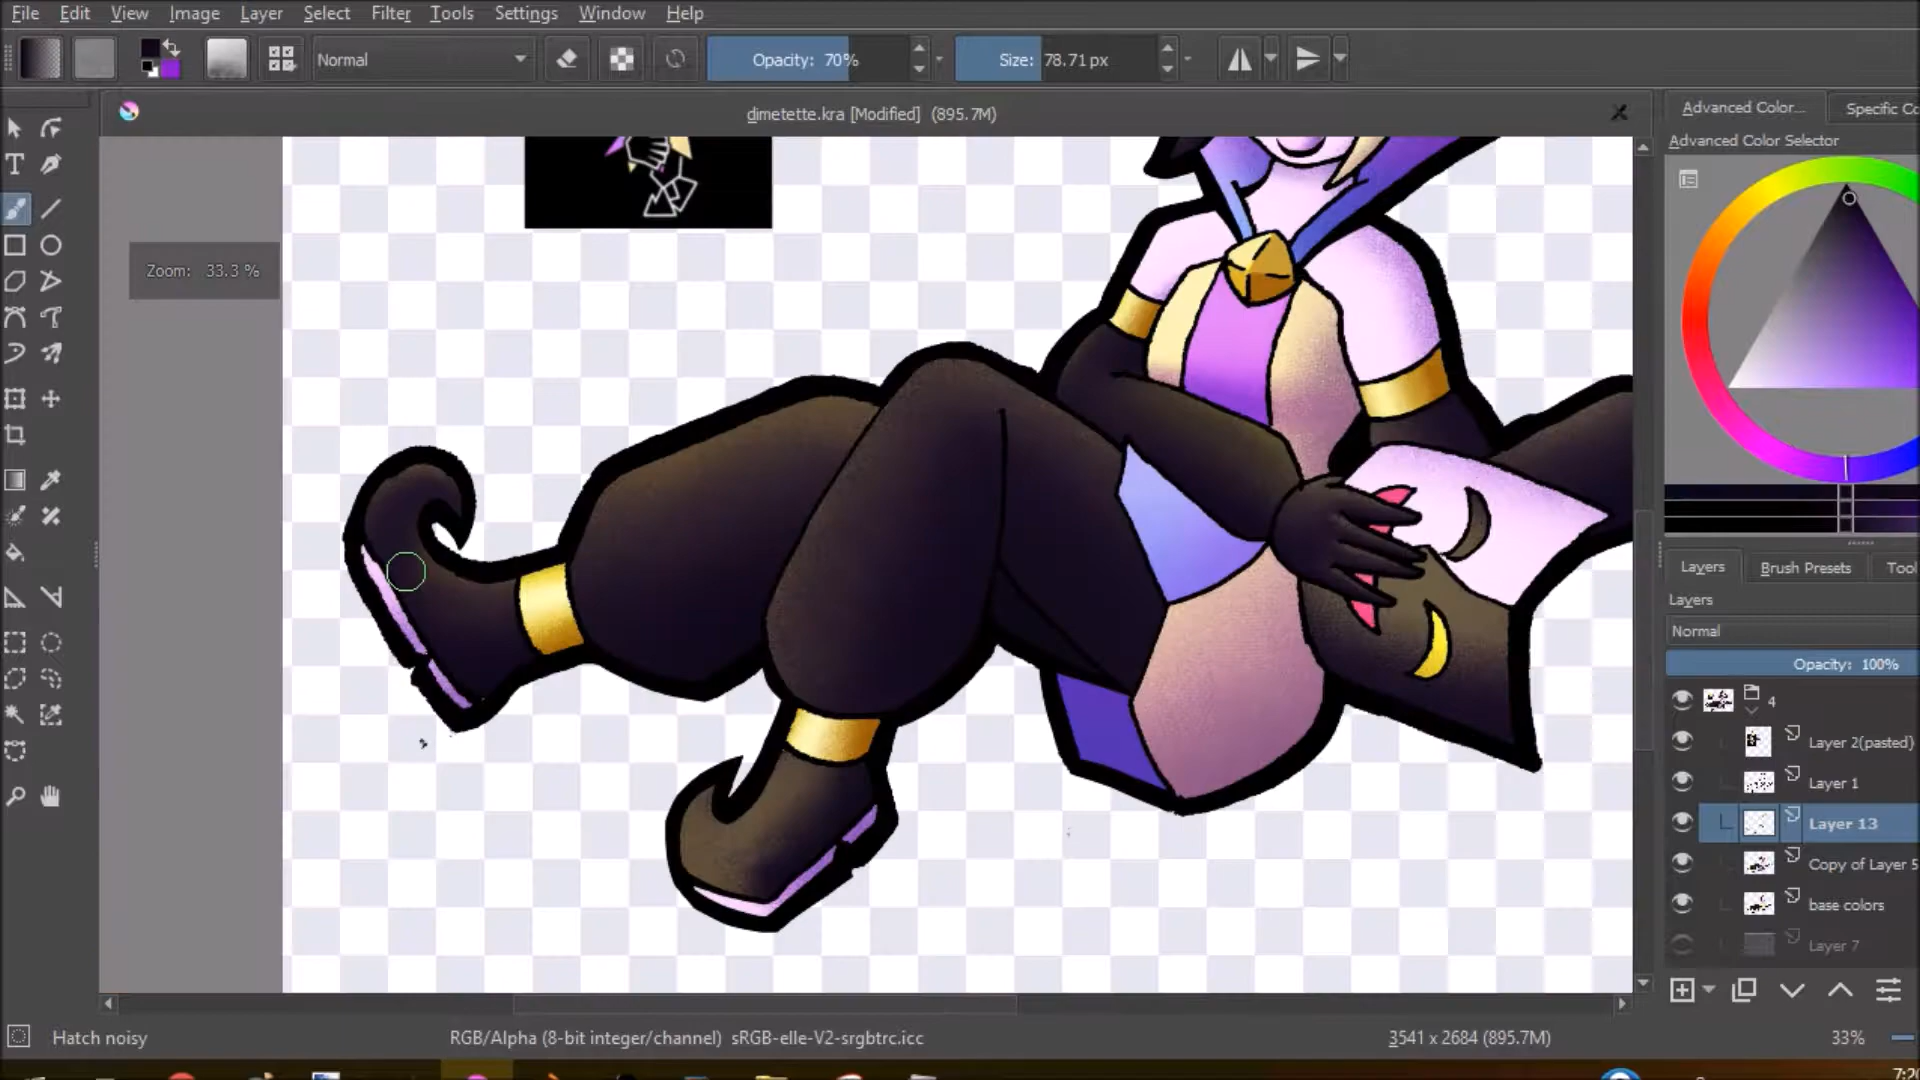 File Edit View Image Layer Select Filter Tools Settings Window Help
Normal Opacity: 70% Size: 78.71 px
dimetette.kra [Modified] (895.7M)
Advanced Color... Specific Co
Advanced Color Selector
Zoom: 33.3 %
Layers Brush Presets Tool
Layers
Normal
Opacity: 100%
4
Layer 2(pasted)
Layer 1
Layer 13
Copy of Layer 5
base colors
Layer 7
Hatch noisy RGB/Alpha (8-bit integer/channel) sRGB-elle-V2-srgbtrc.icc 3541 x 2684 (895.7M) 33%